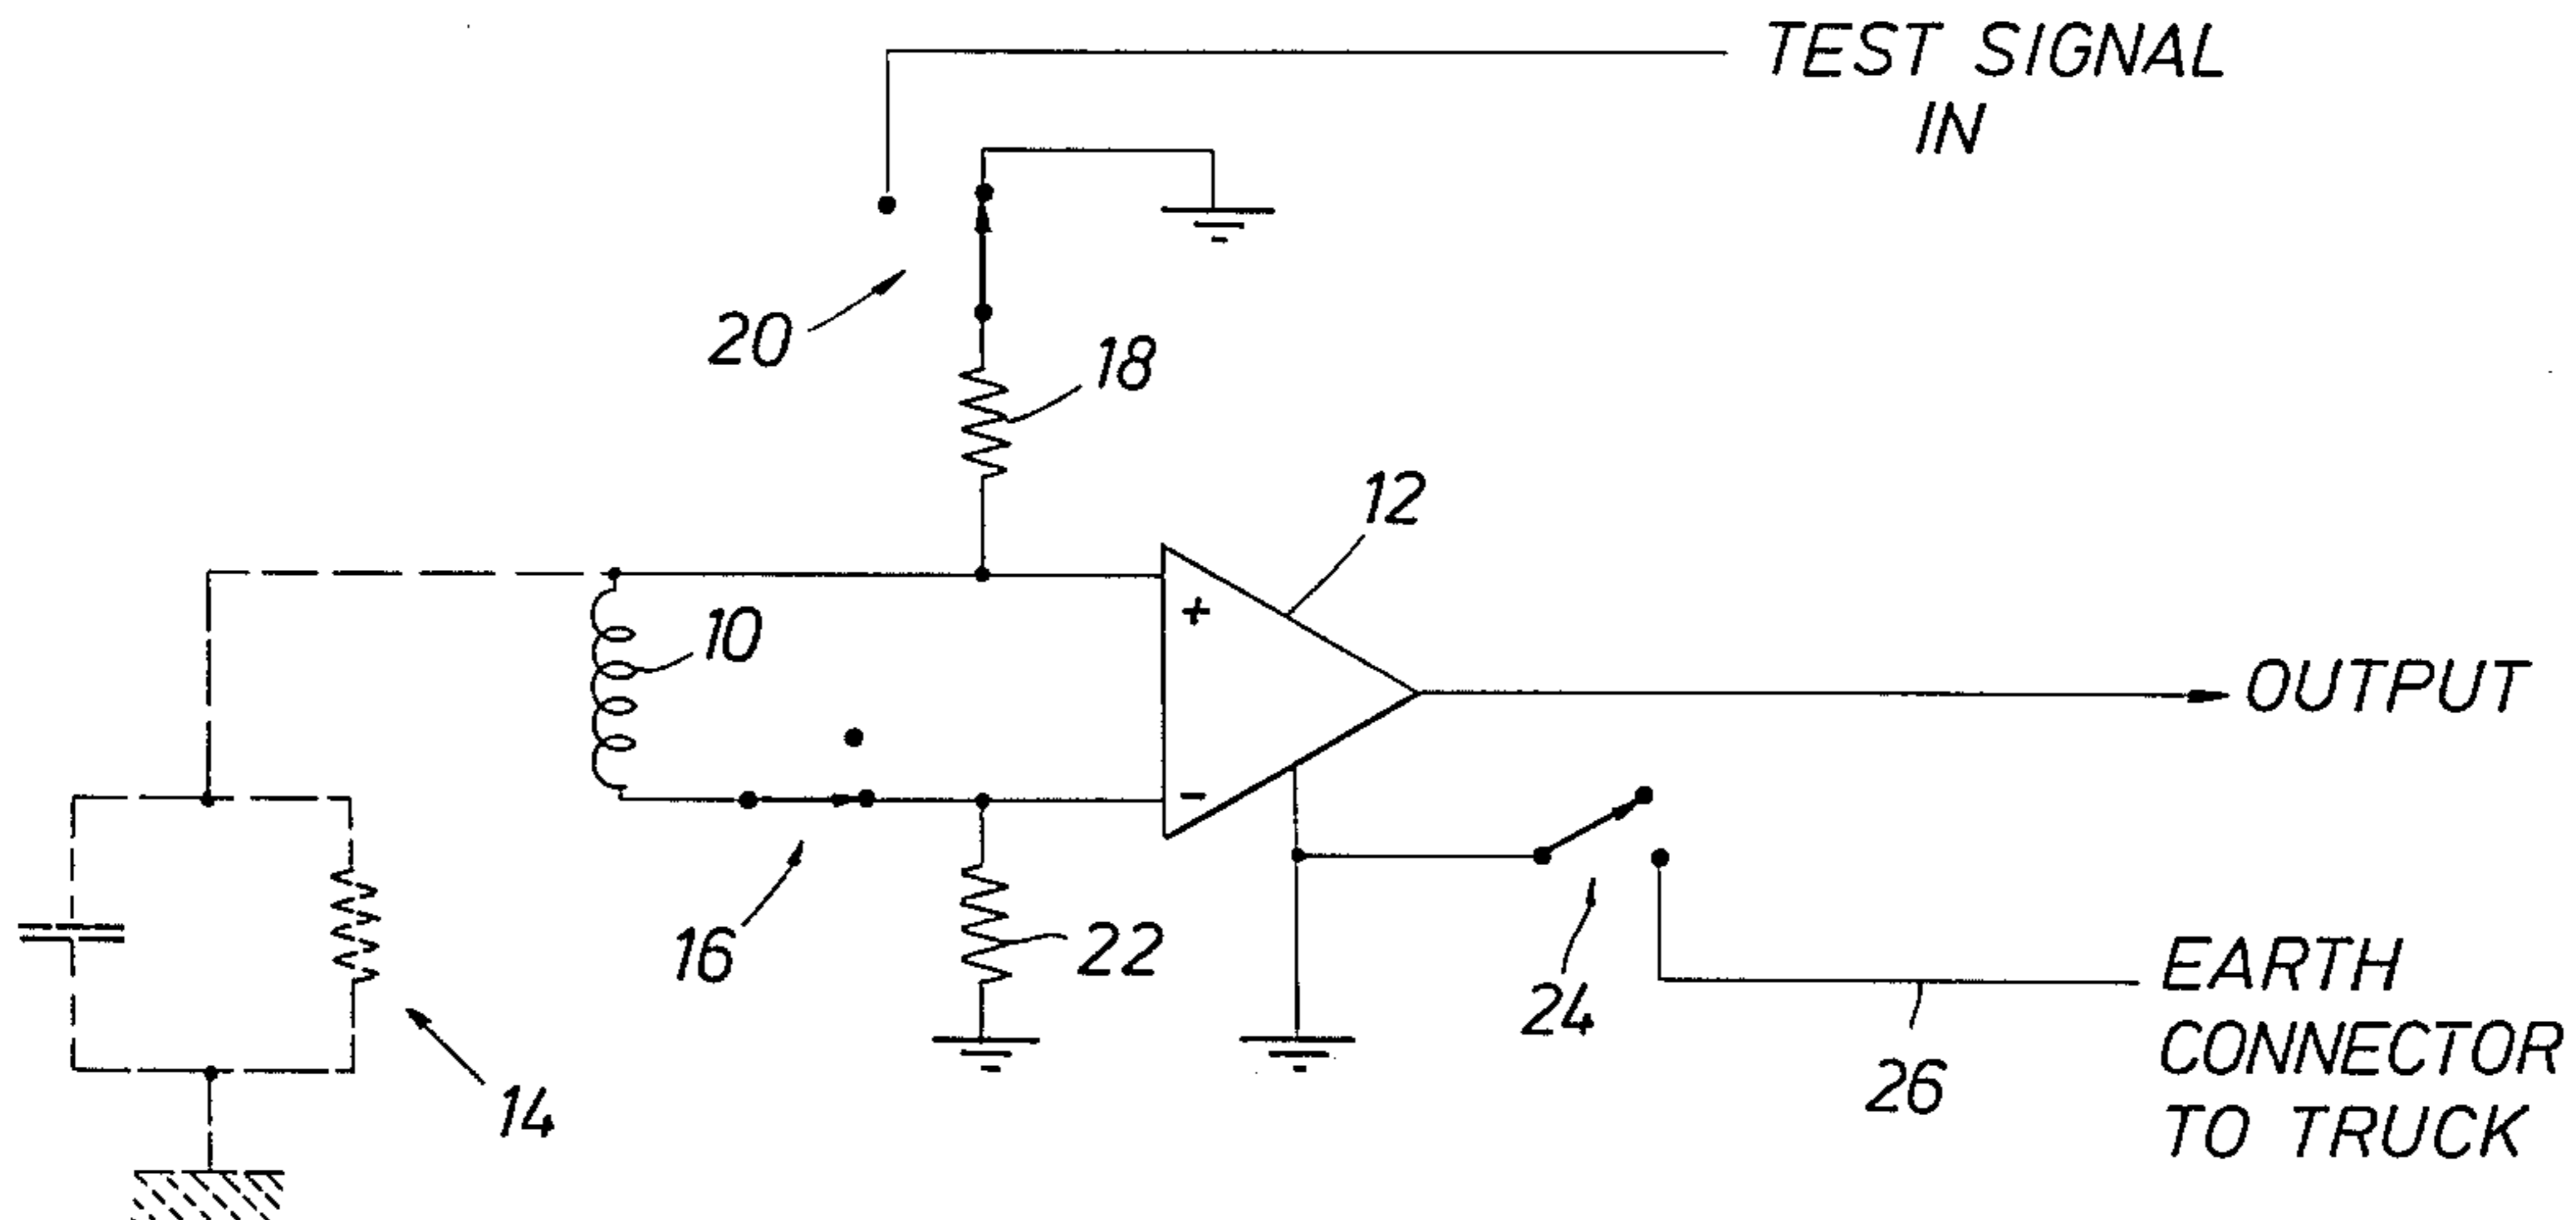 TEST SIGNAL
IN
20
18
12
+
10
OUTPUT
-
16
22
24
EARTH
CONNECTOR
TO TRUCK
26
14